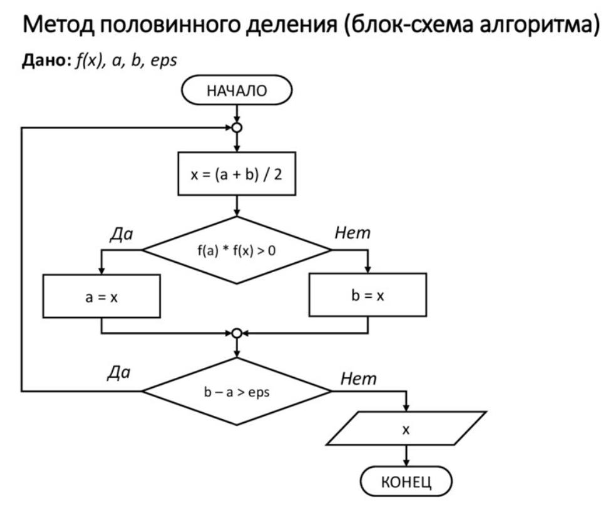 Метод половинного деления (блок-схема алгоритма)
Дано: f(x), a, b, eps
НАЧАЛО
x = (a + b) / 2
Да
Нет
f(a) * f(x) > 0
a = x
b = x
Да
Нет
b – a > eps
x
КОНЕЦ